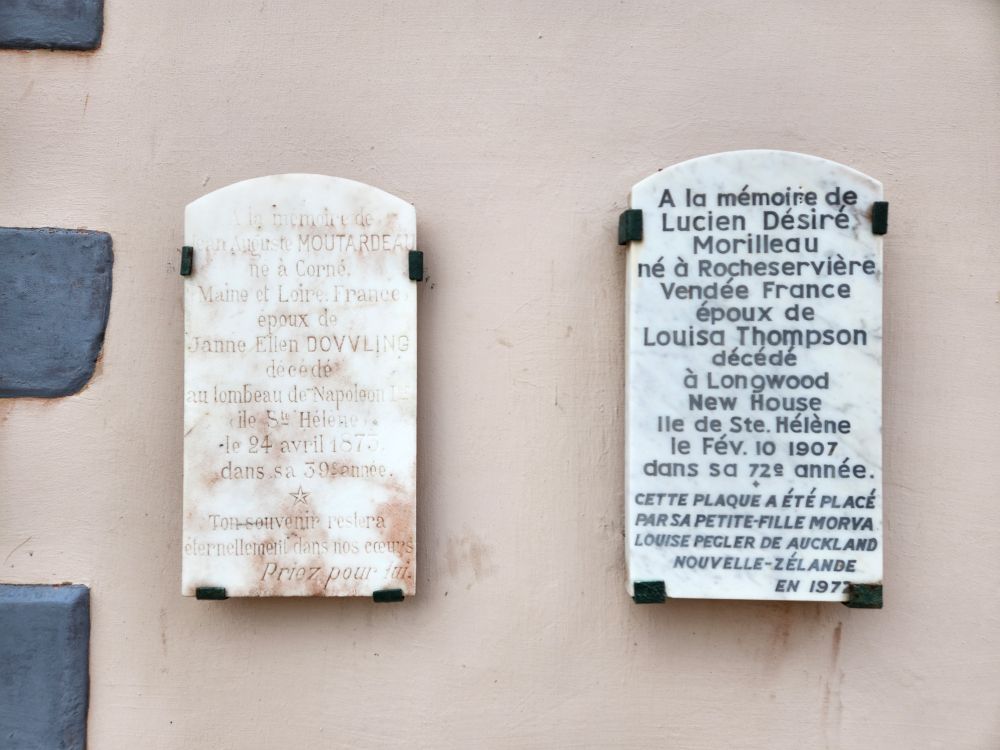 A la mémoire de
Jean Auguste MOUTARDEAU
né à Corné.
Maine et Loire. France
époux de
Janne Ellen DOVVLING
décédé
au tombeau de Napoléon
île Ste Hélène
le 24 avril 1873.
dans sa 39e année.
Ton souvenir restera
éternellement dans nos cœurs
Priez pour lui.
A la mémoire de
Lucien Désiré
Morilleau
né à Rocheservière
Vendée France
époux de
Louisa Thompson
décédé
à Longwood
New House
Ile de Ste. Hélène
le Fév. 10 1907
dans sa 72e année.
CETTE PLAQUE A ÉTÉ PLACÉ
PAR SA PETITE-FILLE MORVA
LOUISE PEGLER DE AUCKLAND
NOUVELLE-ZÉLANDE
EN 1972